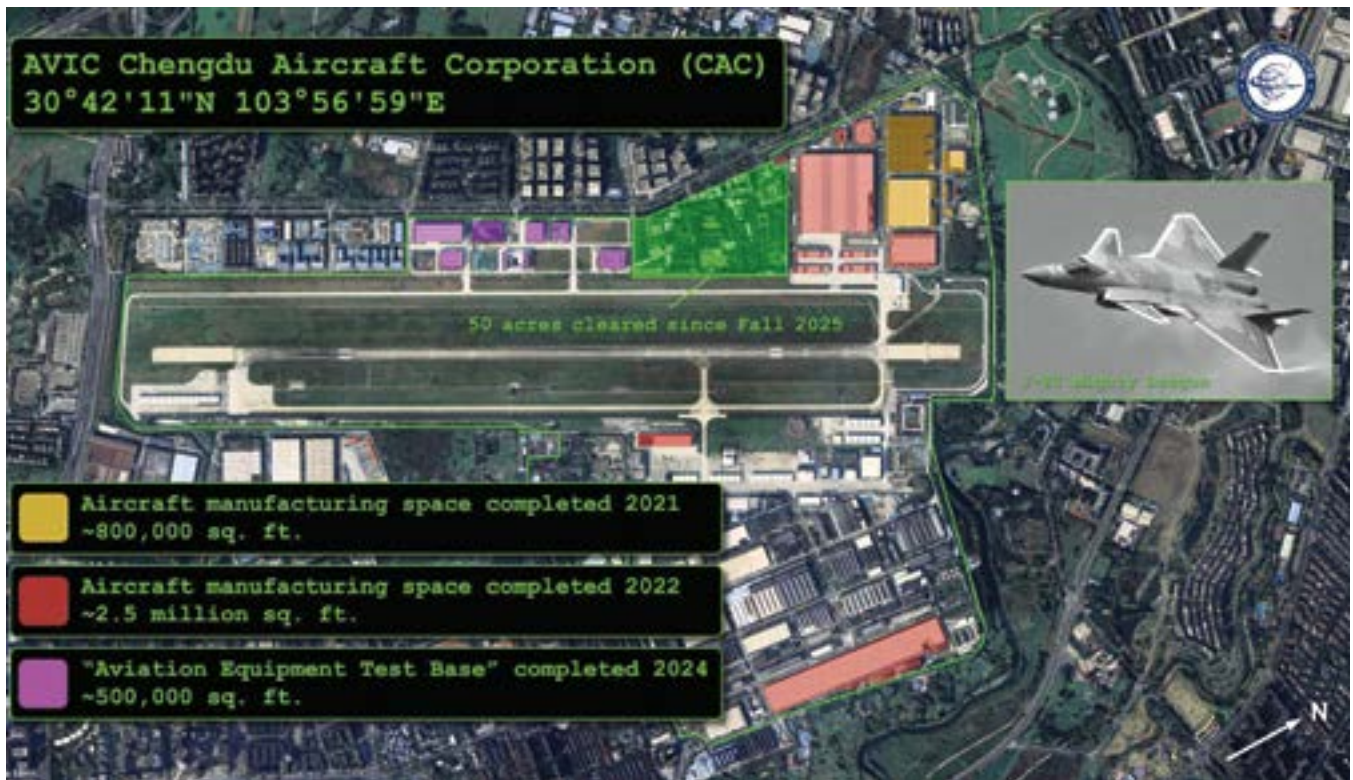 AVIC Chengdu Aircraft Corporation (CAC)
30°42'11"N 103°56'59"E
50 acres cleared since Fall 2025
Aircraft manufacturing space completed 2021
~800,000 sq. ft.
Aircraft manufacturing space completed 2022
~2.5 million sq. ft.
"Aviation Equipment Test Base" completed 2024
~500,000 sq. ft.
N